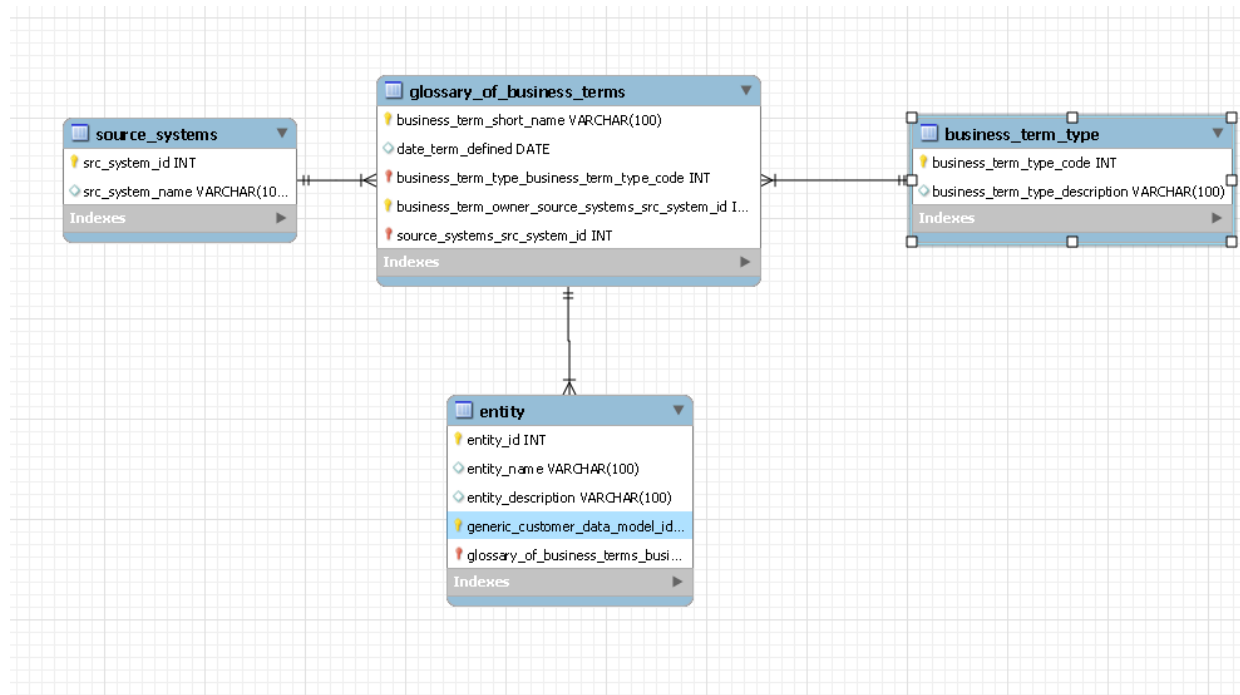 glossary_of_business_terms
business_term_short_name VARCHAR(100)
date_term_defined DATE
business_term_type_business_term_type_code INT
business_term_owner_source_systems_src_system_id I...
source_systems_src_system_id INT
Indexes
source_systems
src_system_id INT
src_system_name VARCHAR(10...
Indexes
business_term_type
business_term_type_code INT
business_term_type_description VARCHAR(100)
Indexes
entity
entity_id INT
entity_name VARCHAR(100)
entity_description VARCHAR(100)
generic_customer_data_model_id...
glossary_of_business_terms_busi...
Indexes